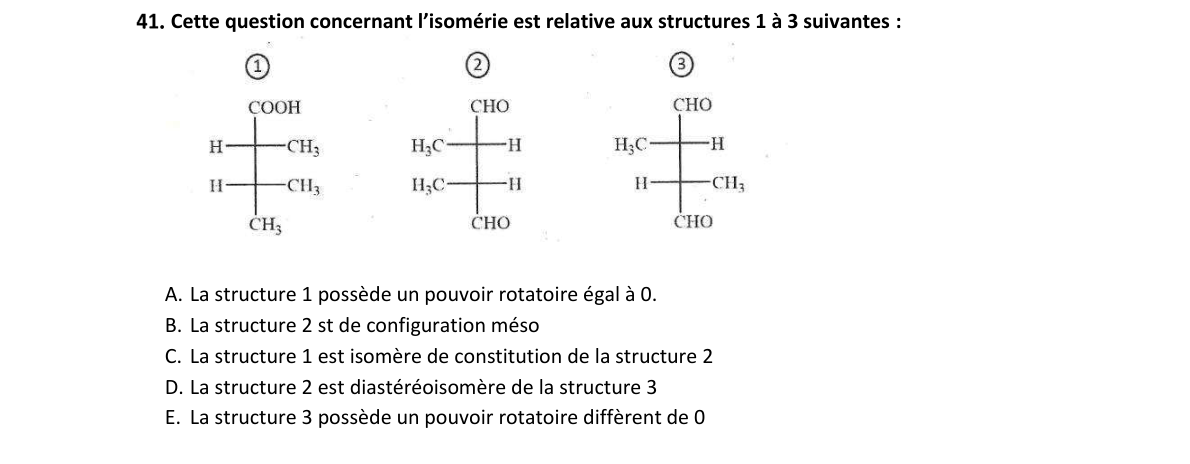 41. Cette question concernant l’isomérie est relative aux structures 1 à 3 suivantes :
1 2 3
COOH CHO CHO
H CH3 H3C H H3C H
H CH3 H3C H H CH3
CH3 CHO CHO
A. La structure 1 possède un pouvoir rotatoire égal à 0.
B. La structure 2 st de configuration méso
C. La structure 1 est isomère de constitution de la structure 2
D. La structure 2 est diastéréoisomère de la structure 3
E. La structure 3 possède un pouvoir rotatoire diffèrent de 0